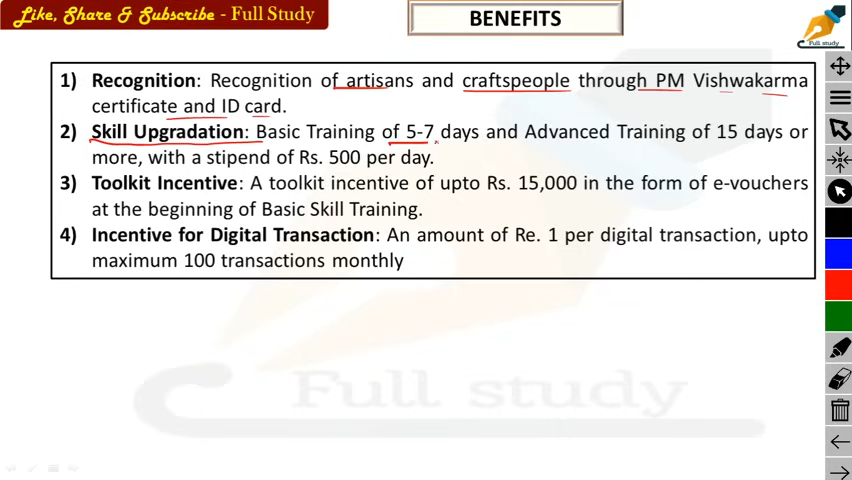 Like, Share & Subscribe - Full Study
BENEFITS
Full study
1) Recognition: Recognition of artisans and craftspeople through PM Vishwakarma
certificate and ID card.
2) Skill Upgradation: Basic Training of 5-7 days and Advanced Training of 15 days or
more, with a stipend of Rs. 500 per day.
3) Toolkit Incentive: A toolkit incentive of upto Rs. 15,000 in the form of e-vouchers
at the beginning of Basic Skill Training.
4) Incentive for Digital Transaction: An amount of Re. 1 per digital transaction, upto
maximum 100 transactions monthly
Full study